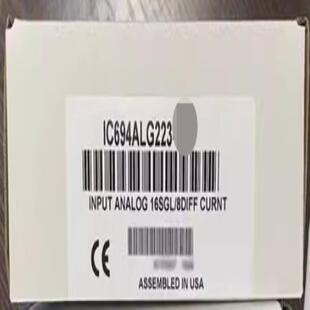 IC694ALG223
INPUT ANALOG 16SGL/8DIFF CURNT
CE
ASSEMBLED IN USA